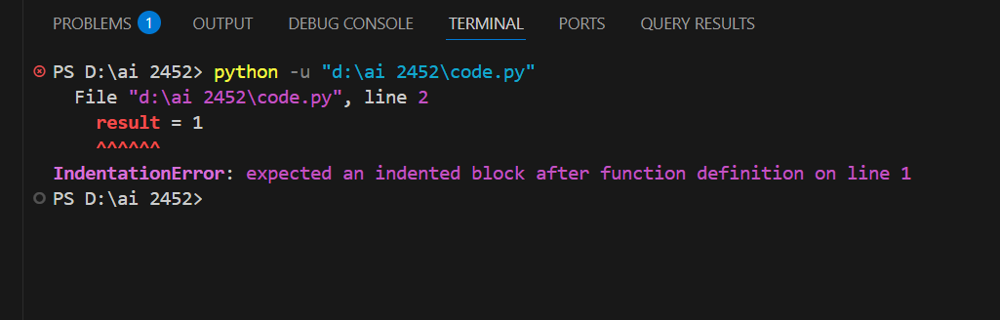 PROBLEMS 1 OUTPUT DEBUG CONSOLE TERMINAL PORTS QUERY RESULTS
PS D:\ai 2452> python -u "d:\ai 2452\code.py"
  File "d:\ai 2452\code.py", line 2
    result = 1
    ^^^^^^
IndentationError: expected an indented block after function definition on line 1
PS D:\ai 2452>